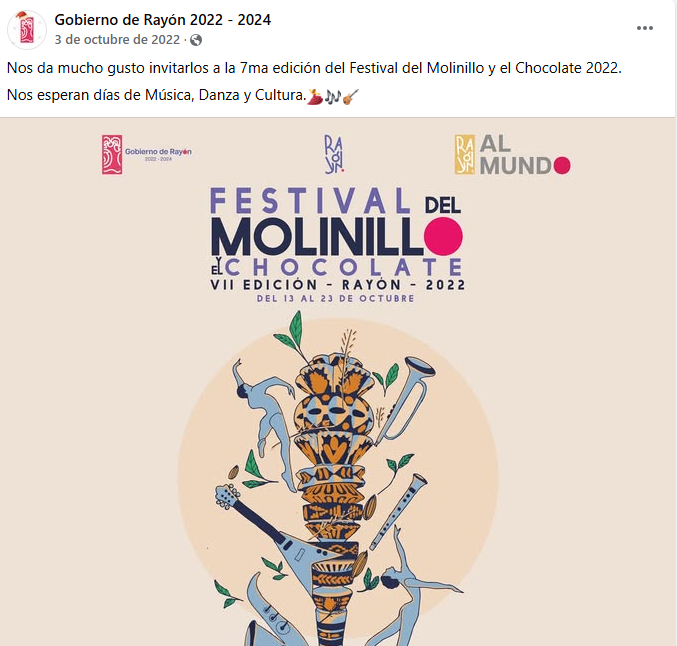 Gobierno de Rayón 2022 - 2024
3 de octubre de 2022 ·
Nos da mucho gusto invitarlos a la 7ma edición del Festival del Molinillo y el Chocolate 2022.
Nos esperan días de Música, Danza y Cultura.
Gobierno de Rayón
2022 - 2024
RAYÓN.
RAYÓN.
AL
MUNDO
FESTIVAL DEL
MOLINILLO
Y EL CHOCOLATE
VII EDICIÓN - RAYÓN - 2022
DEL 13 AL 23 DE OCTUBRE